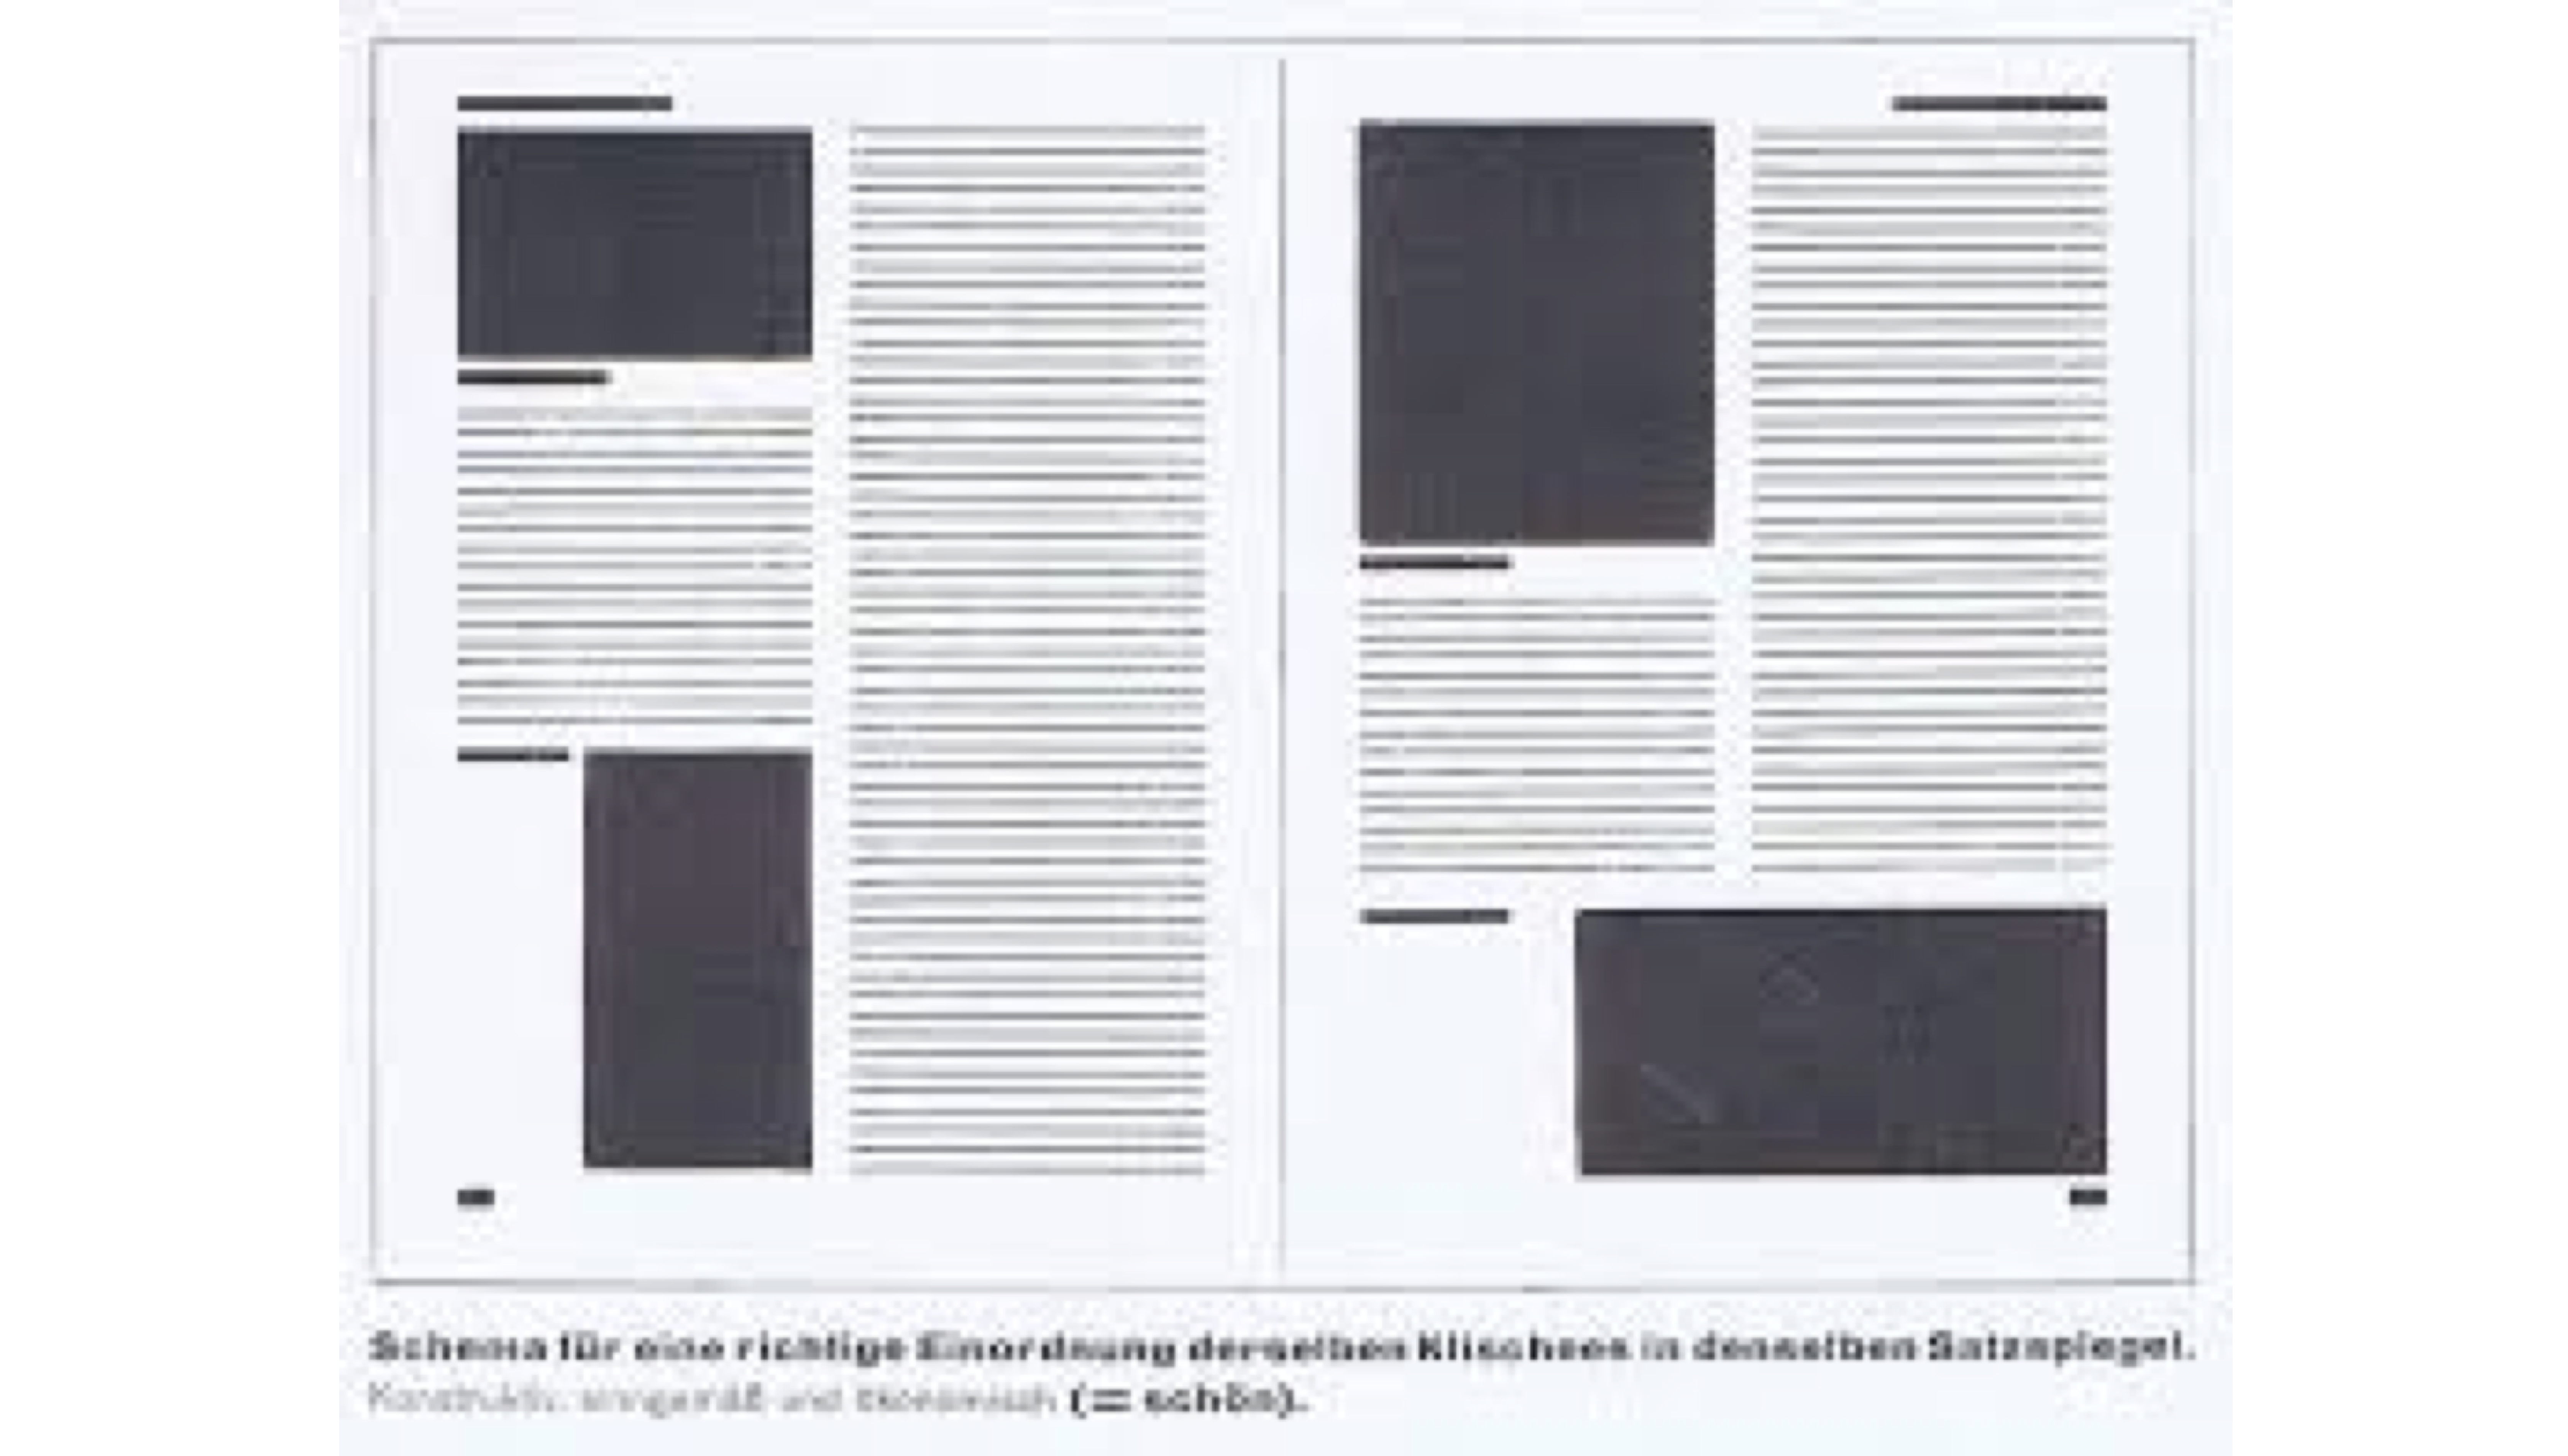 Schema für eine richtige Einordnung derselben Klischees in denselben Satzspiegel.
Konstruktiv, sinngemäß und ökonomisch (= schön).